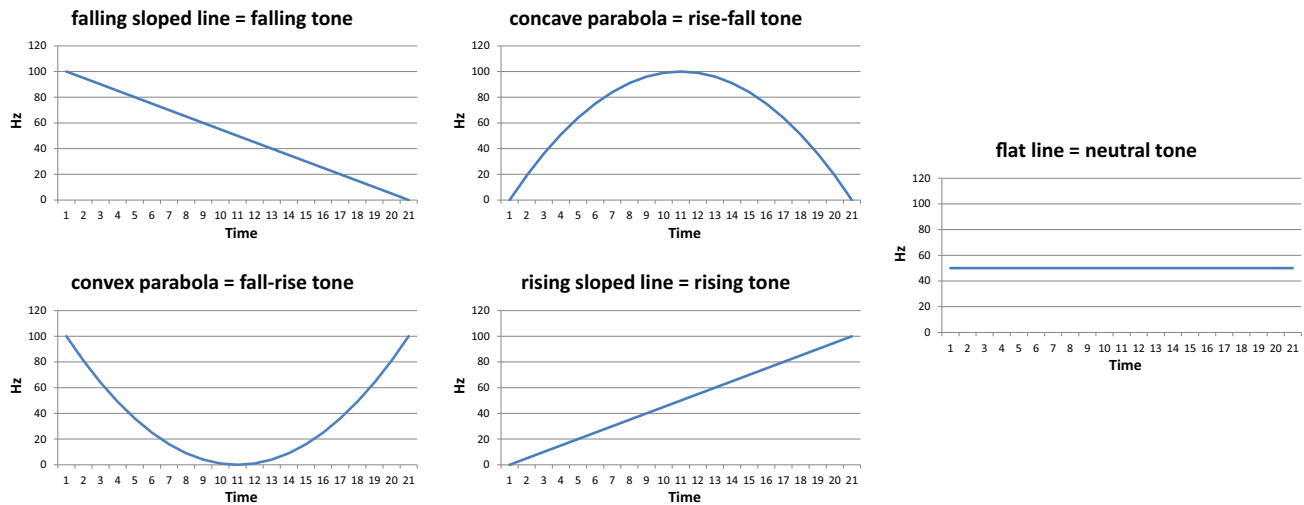 falling sloped line = falling tone
120
100
80
60
40
20
0
Hz
1 2 3 4 5 6 7 8 9 10 11 12 13 14 15 16 17 18 19 20 21
Time
concave parabola = rise-fall tone
120
100
80
60
40
20
0
Hz
1 2 3 4 5 6 7 8 9 10 11 12 13 14 15 16 17 18 19 20 21
Time
flat line = neutral tone
120
100
80
60
40
20
0
Hz
1 2 3 4 5 6 7 8 9 10 11 12 13 14 15 16 17 18 19 20 21
Time
convex parabola = fall-rise tone
120
100
80
60
40
20
0
Hz
1 2 3 4 5 6 7 8 9 10 11 12 13 14 15 16 17 18 19 20 21
Time
rising sloped line = rising tone
120
100
80
60
40
20
0
Hz
1 2 3 4 5 6 7 8 9 10 11 12 13 14 15 16 17 18 19 20 21
Time